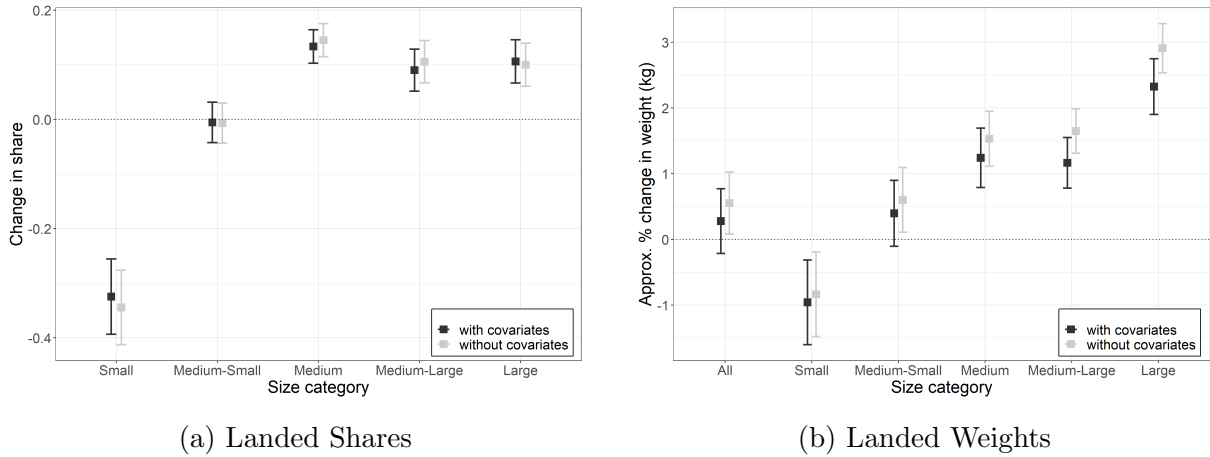 0.2
0.0
-0.2
-0.4
Change in share
with covariates
without covariates
Small Medium-Small Medium Medium-Large Large
Size category
(a) Landed Shares
3
2
1
0
-1
Approx. % change in weight (kg)
with covariates
without covariates
All Small Medium-Small Medium Medium-Large Large
Size category
(b) Landed Weights